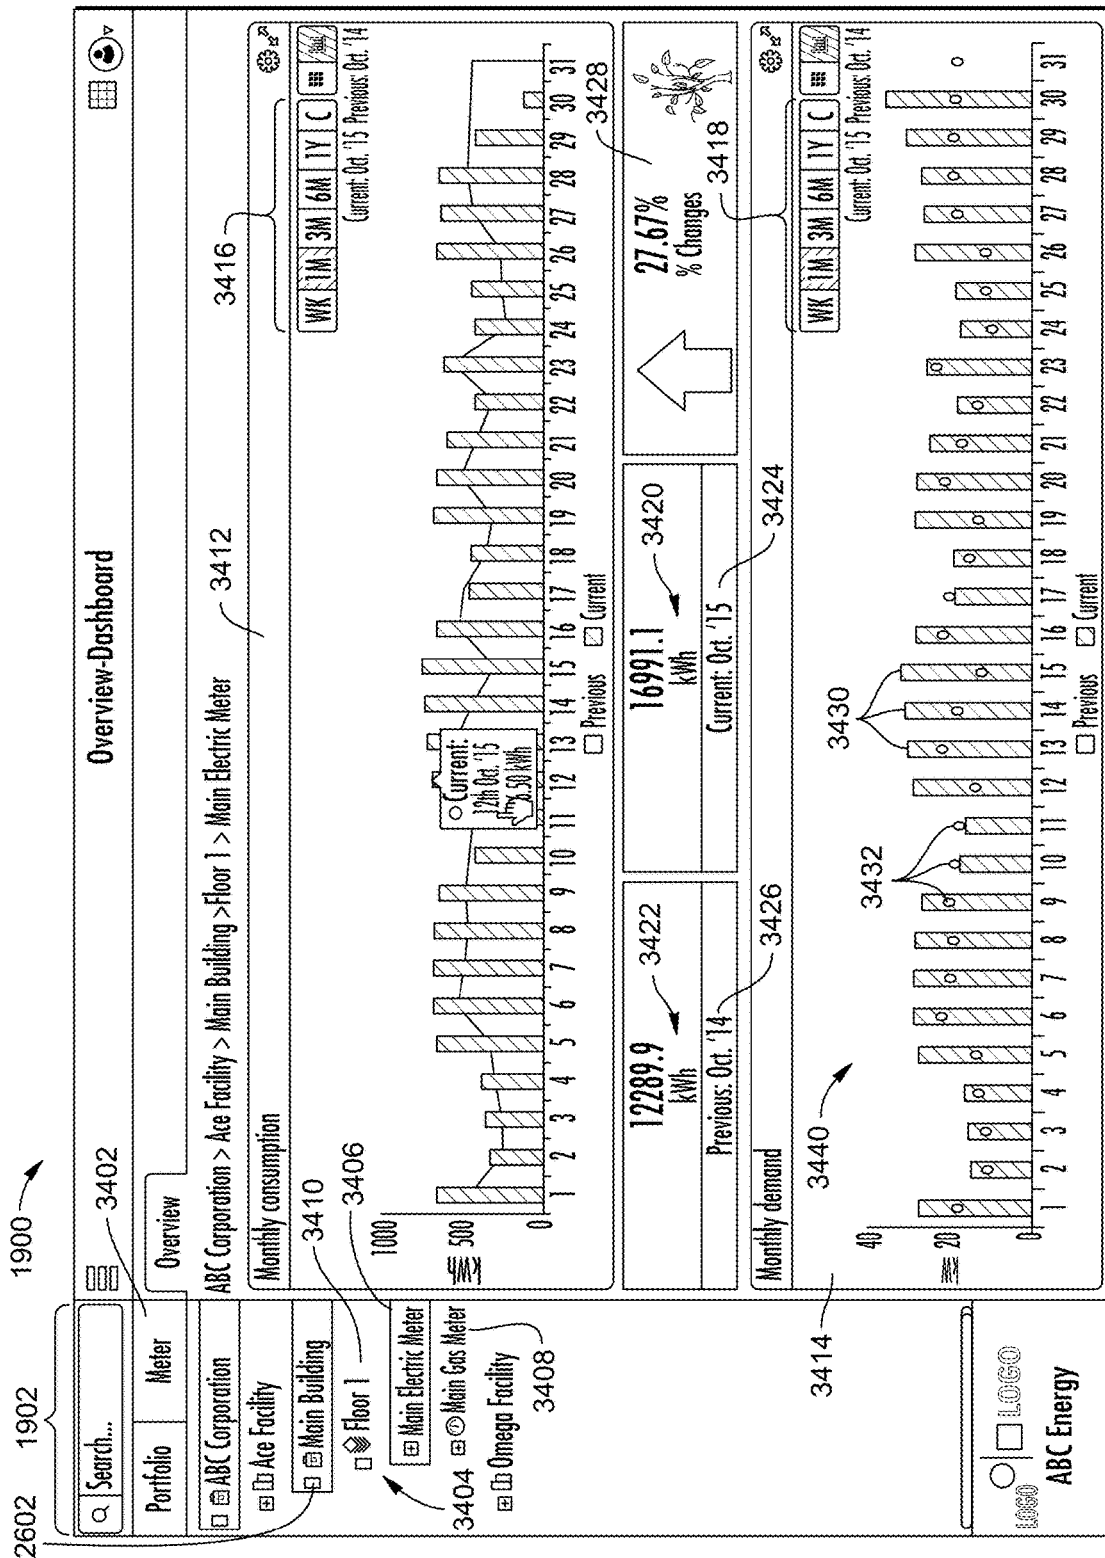 1900
2602
1902
3402
Search...
Overview-Dashboard
Portfolio
Meter
Overview
ABC Corporation
Ace Facility
Main Building
Floor 1
Main Electric Meter
Main Gas Meter
Omega Facility
3404
3410
3406
3408
LOGO
LOGO
ABC Energy
ABC Corporation > Ace Facility > Main Building >Floor 1 > Main Electric Meter
3412
3416
Monthly consumption
WK 1M 3M 6M 1Y C
Current: Oct. '15 Previous: Oct. '14
1000
500
0
kWh
Current:
12th Oct. '15
6.50 kWh
1 2 3 4 5 6 7 8 9 10 11 12 13 14 15 16 17 18 19 20 21 22 23 24 25 26 27 28 29 30 31
Previous Current
12289.9
kWh
3422
Previous: Oct. '14
3426
16991.1
kWh
3420
Current: Oct. '15
3424
27.67%
% Changes
3428
3418
Monthly demand
WK 1M 3M 6M 1Y C
Current: Oct. '15 Previous: Oct. '14
3414
3440
3432
3430
40
20
0
1 2 3 4 5 6 7 8 9 10 11 12 13 14 15 16 17 18 19 20 21 22 23 24 25 26 27 28 29 30 31
Previous Current